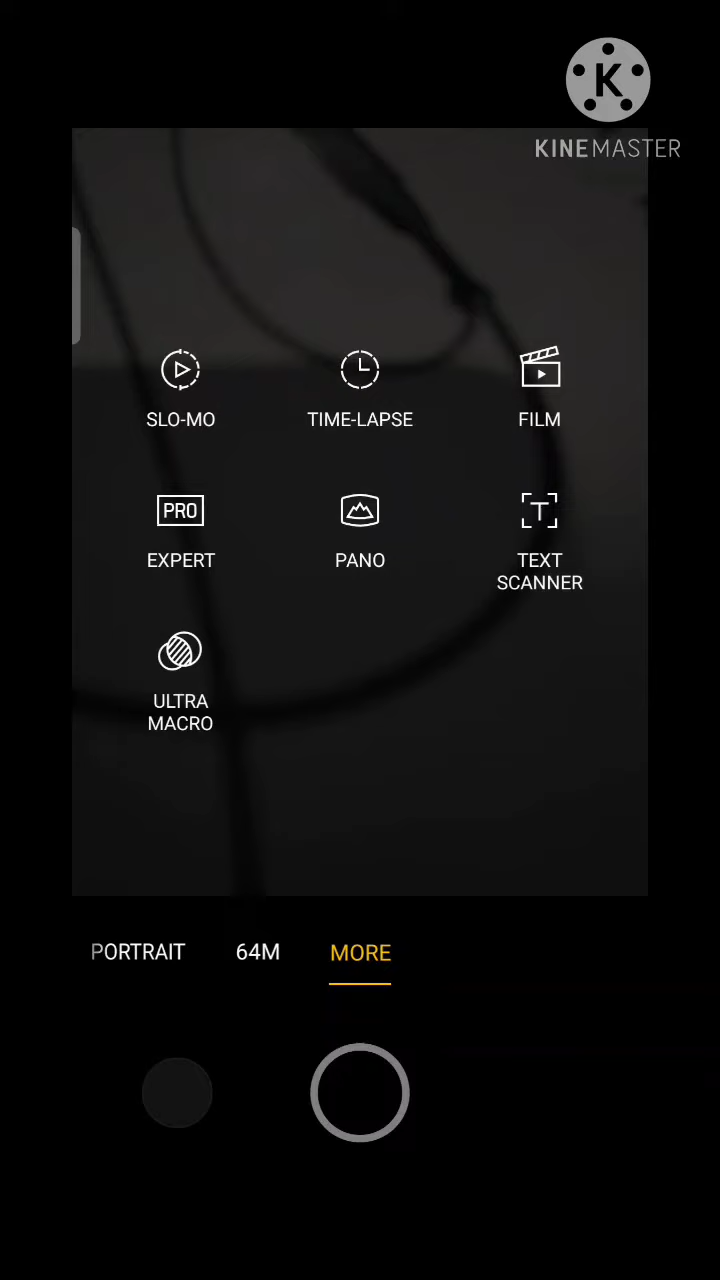 K
KINEMASTER
SLO-MO
TIME-LAPSE
FILM
PRO
EXPERT
PANO
T
TEXT
SCANNER
ULTRA
MACRO
PORTRAIT
64M
MORE